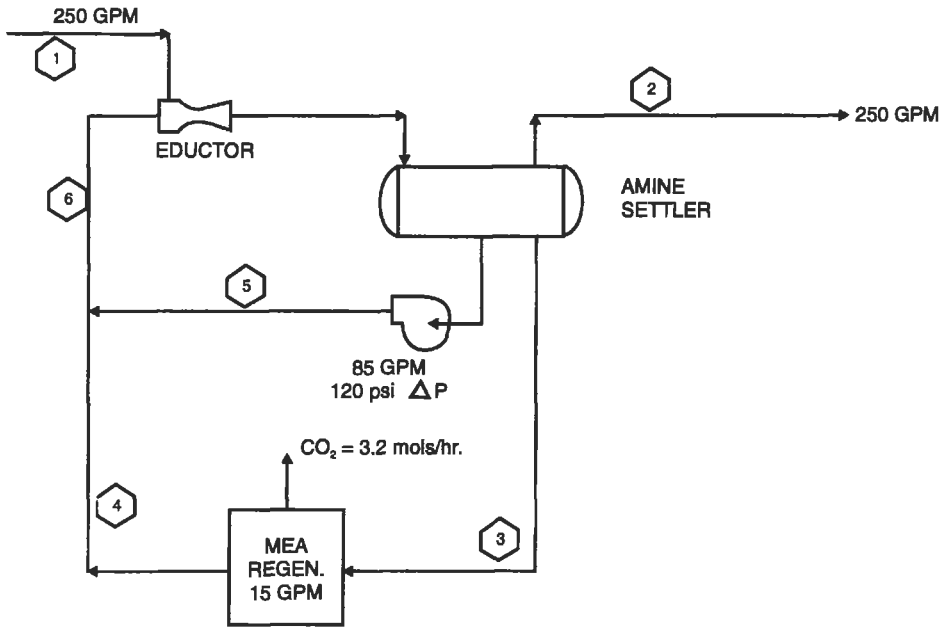 250 GPM
1
2
250 GPM
EDUCTOR
AMINE
SETTLER
6
5
85 GPM
120 psi △P
CO₂ = 3.2 mols/hr.
4
3
MEA
REGEN.
15 GPM